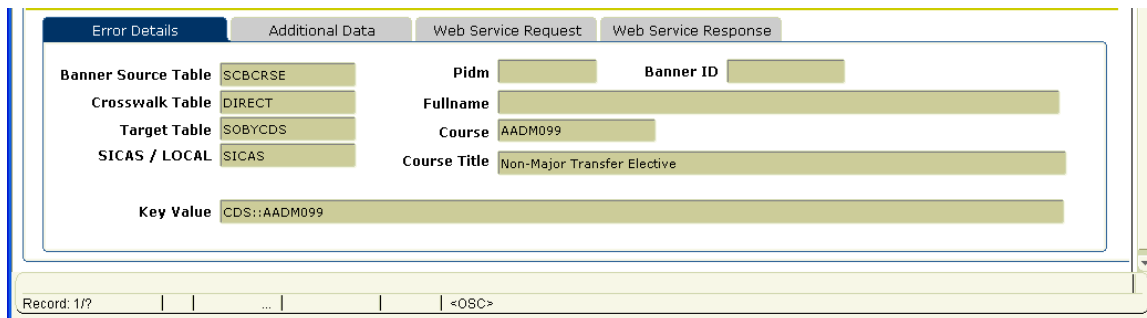 Error Details Additional Data Web Service Request Web Service Response
Banner Source Table SCBCRSE Pidm Banner ID
Crosswalk Table DIRECT Fullname
Target Table SOBYCDS Course AADM099
SICAS / LOCAL SICAS Course Title Non-Major Transfer Elective
Key Value CDS::AADM099
Record: 1/? ... <OSC>